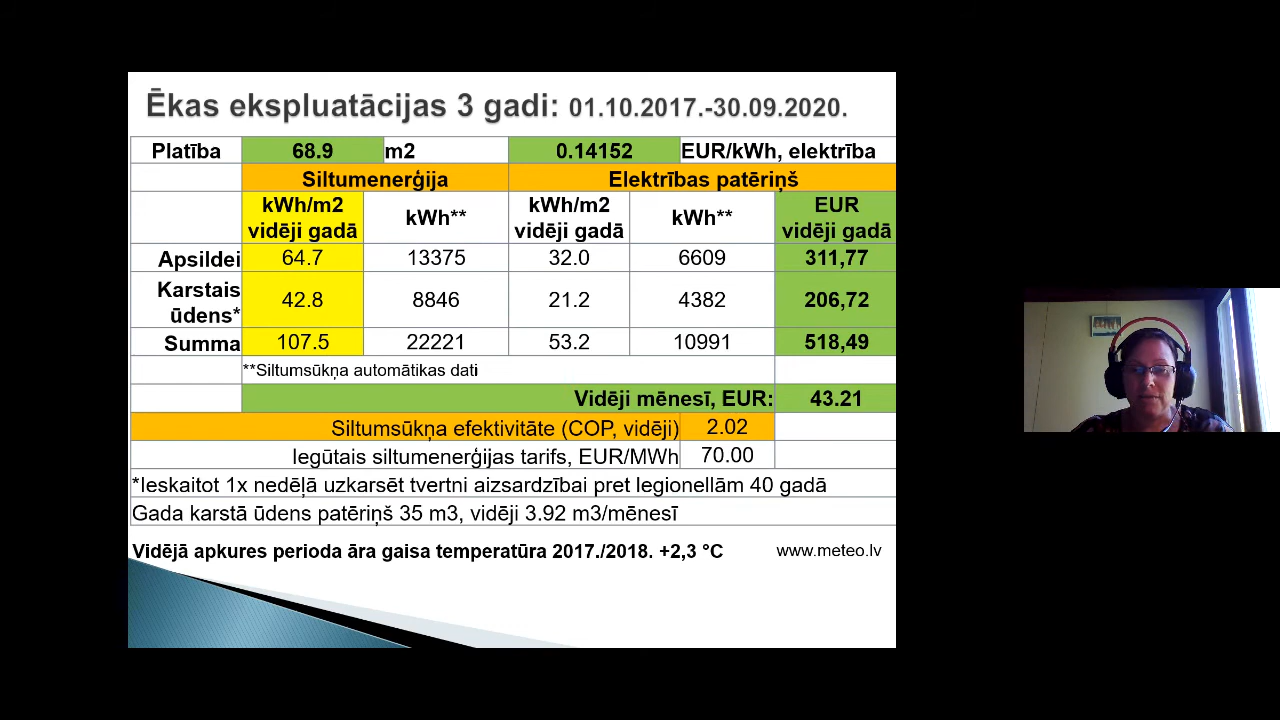 Ēkas ekspluatācijas 3 gadi: 01.10.2017.-30.09.2020.
Platība 68.9 m2 0.14152 EUR/kWh, elektrība
Siltumenerģija Elektrības patēriņš
kWh/m2 vidēji gadā kWh** kWh/m2 vidēji gadā kWh** EUR vidēji gadā
Apsildei 64.7 13375 32.0 6609 311,77
Karstais ūdens* 42.8 8846 21.2 4382 206,72
Summa 107.5 22221 53.2 10991 518,49
**Siltumsūkņa automātikas dati
Vidēji mēnesī, EUR: 43.21
Siltumsūkņa efektivitāte (COP, vidēji) 2.02
Iegūtais siltumenerģijas tarifs, EUR/MWh 70.00
*Ieskaitot 1x nedēļā uzkarsēt tvertni aizsardzībai pret legionellām 40 gadā
Gada karstā ūdens patēriņš 35 m3, vidēji 3.92 m3/mēnesī
Vidējā apkures perioda āra gaisa temperatūra 2017./2018. +2,3 °C www.meteo.lv